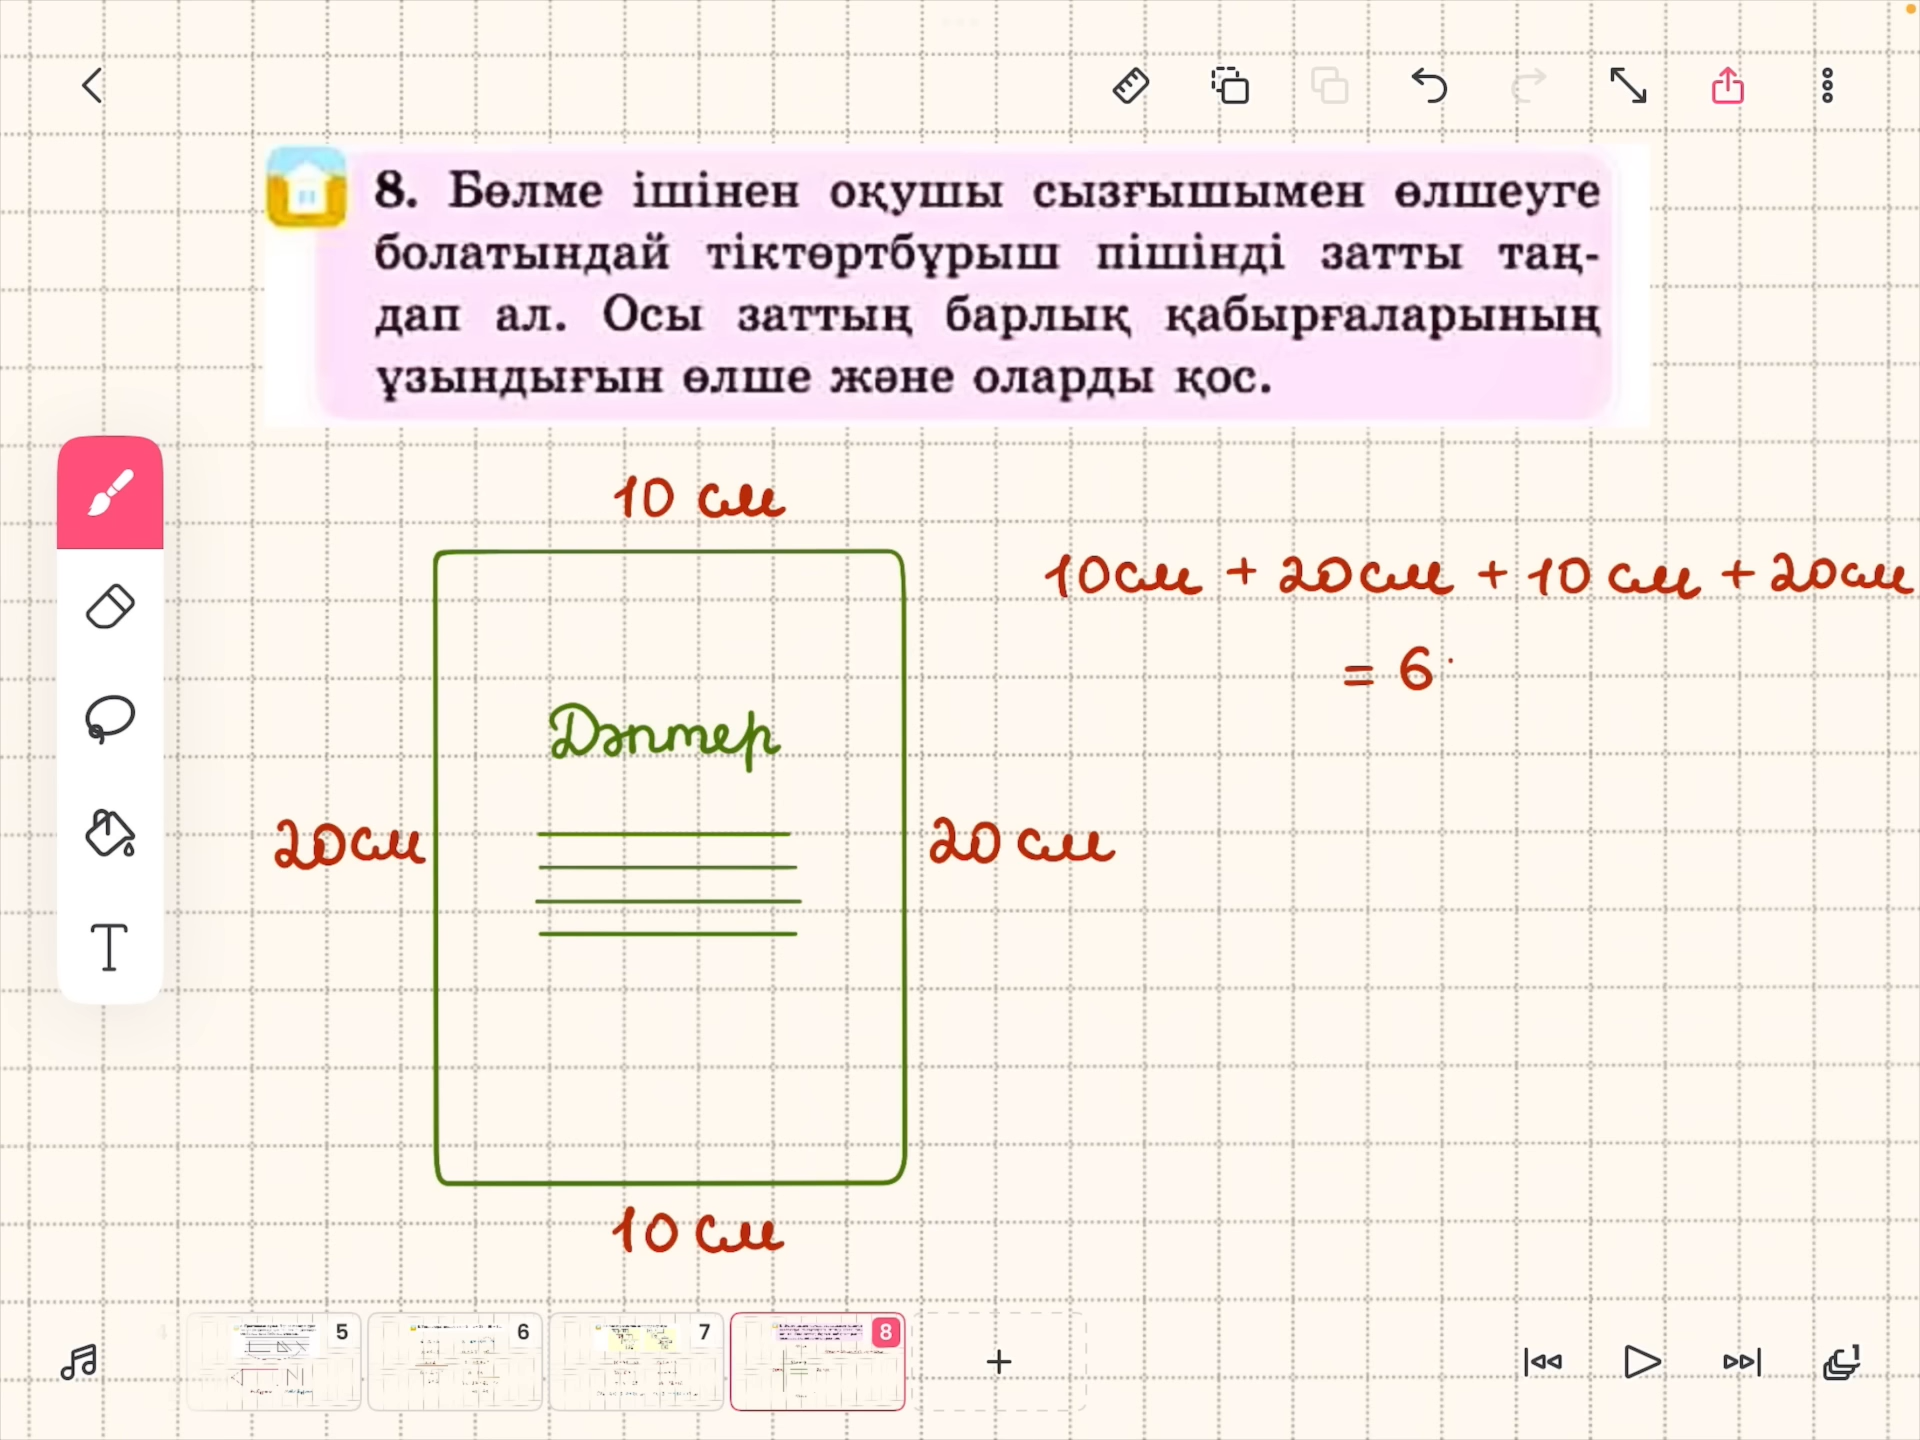 8. Бөлме ішінен оқушы сызғышымен өлшеуге
болатындай тіктөртбұрыш пішінді затты таң-
дап ал. Осы заттың барлық қабырғаларының
ұзындығын өлше және оларды қос.
10 см
10см + 20см + 10 см + 20см
= 6
Дәптер
20см
20 см
10 см
T
5
6
7
8
+
1